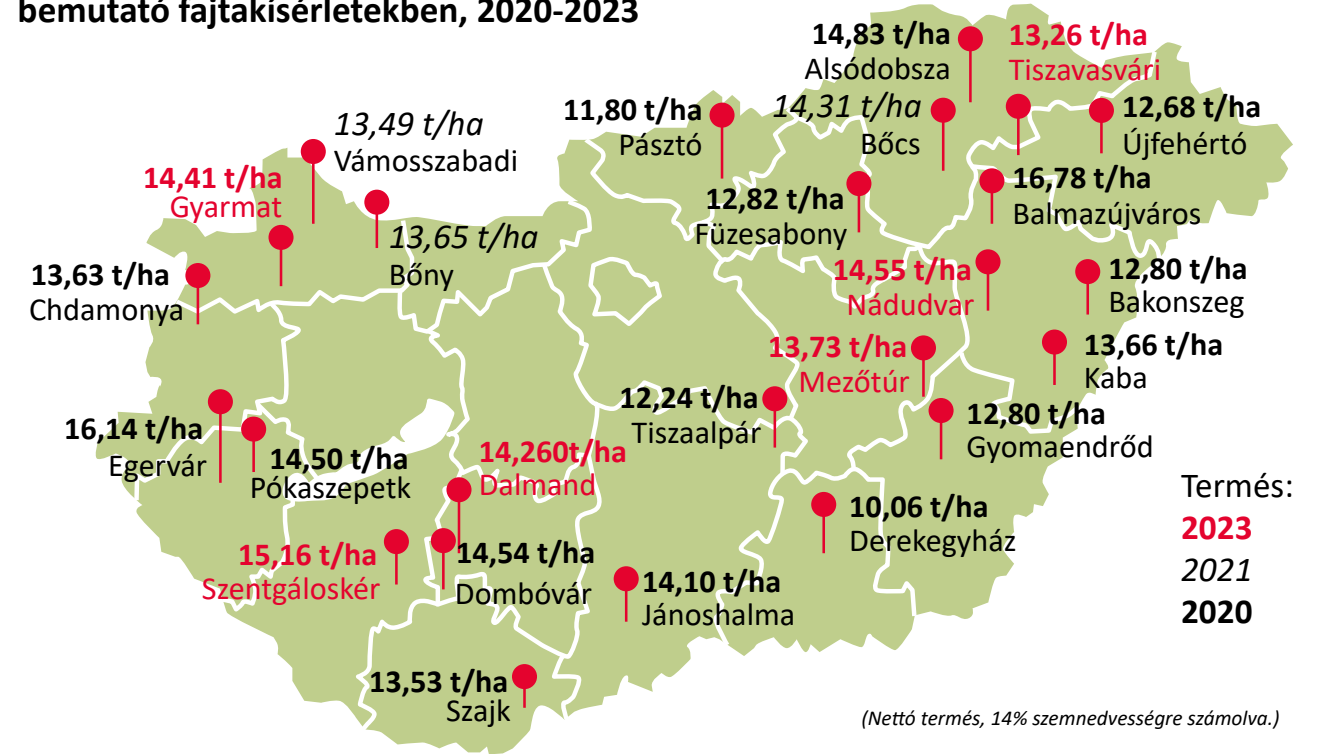 bemutató fajtakísérletekben, 2020-2023
14,83 t/ha
Alsódobsza
13,26 t/ha
Tiszavasvári
11,80 t/ha
Pásztó
14,31 t/ha
Bőcs
12,68 t/ha
Újfehértó
13,49 t/ha
Vámosszabadi
14,41 t/ha
Gyarmat
12,82 t/ha
Füzesabony
16,78 t/ha
Balmazújváros
13,65 t/ha
Bőny
13,63 t/ha
Chdamonya
14,55 t/ha
Nádudvar
12,80 t/ha
Bakonszeg
13,73 t/ha
Mezőtúr
13,66 t/ha
Kaba
12,24 t/ha
Tiszaalpár
12,80 t/ha
Gyomaendrőd
16,14 t/ha
Egervár
14,50 t/ha
Pókaszepetk
14,260t/ha
Dalmand
10,06 t/ha
Derekegyház
15,16 t/ha
Szentgáloskér
14,54 t/ha
Dombóvár
14,10 t/ha
Jánoshalma
13,53 t/ha
Szajk
Termés:
2023
2021
2020
(Nettó termés, 14% szemnedvességre számolva.)